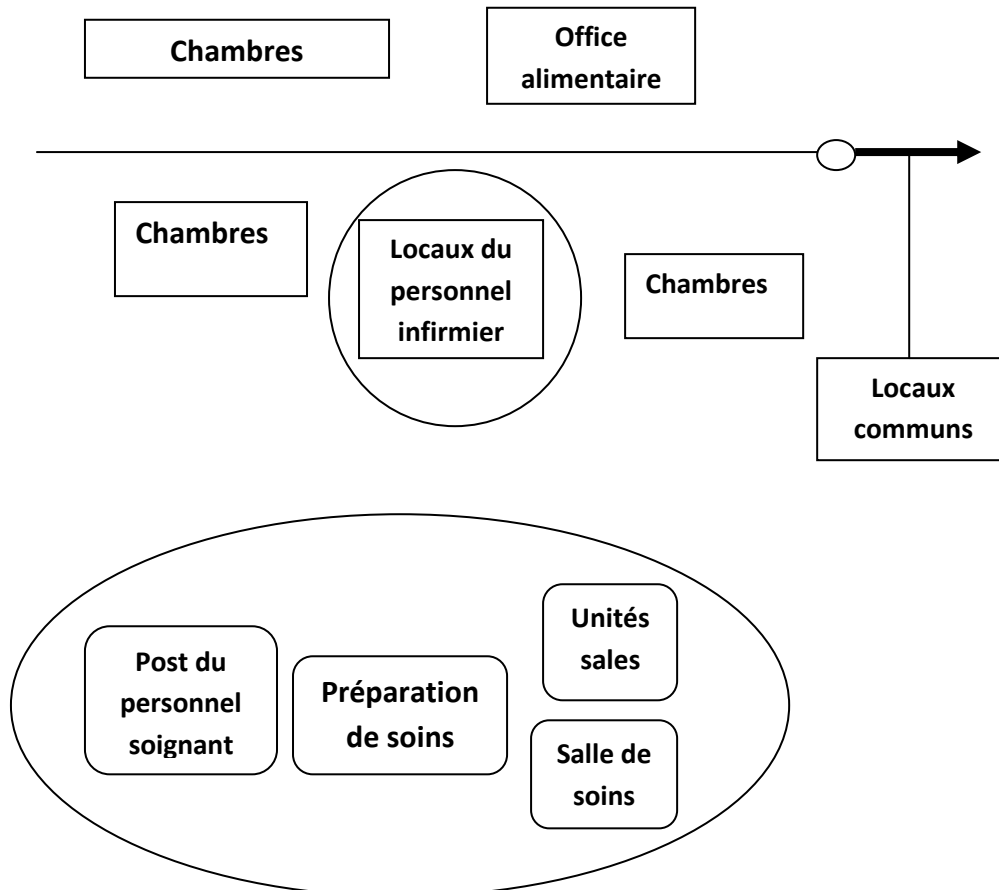 Chambres
Office
alimentaire
Chambres
Locaux du
personnel
infirmier
Chambres
Locaux
communs
Post du
personnel
soignant
Préparation
de soins
Unités
sales
Salle de
soins